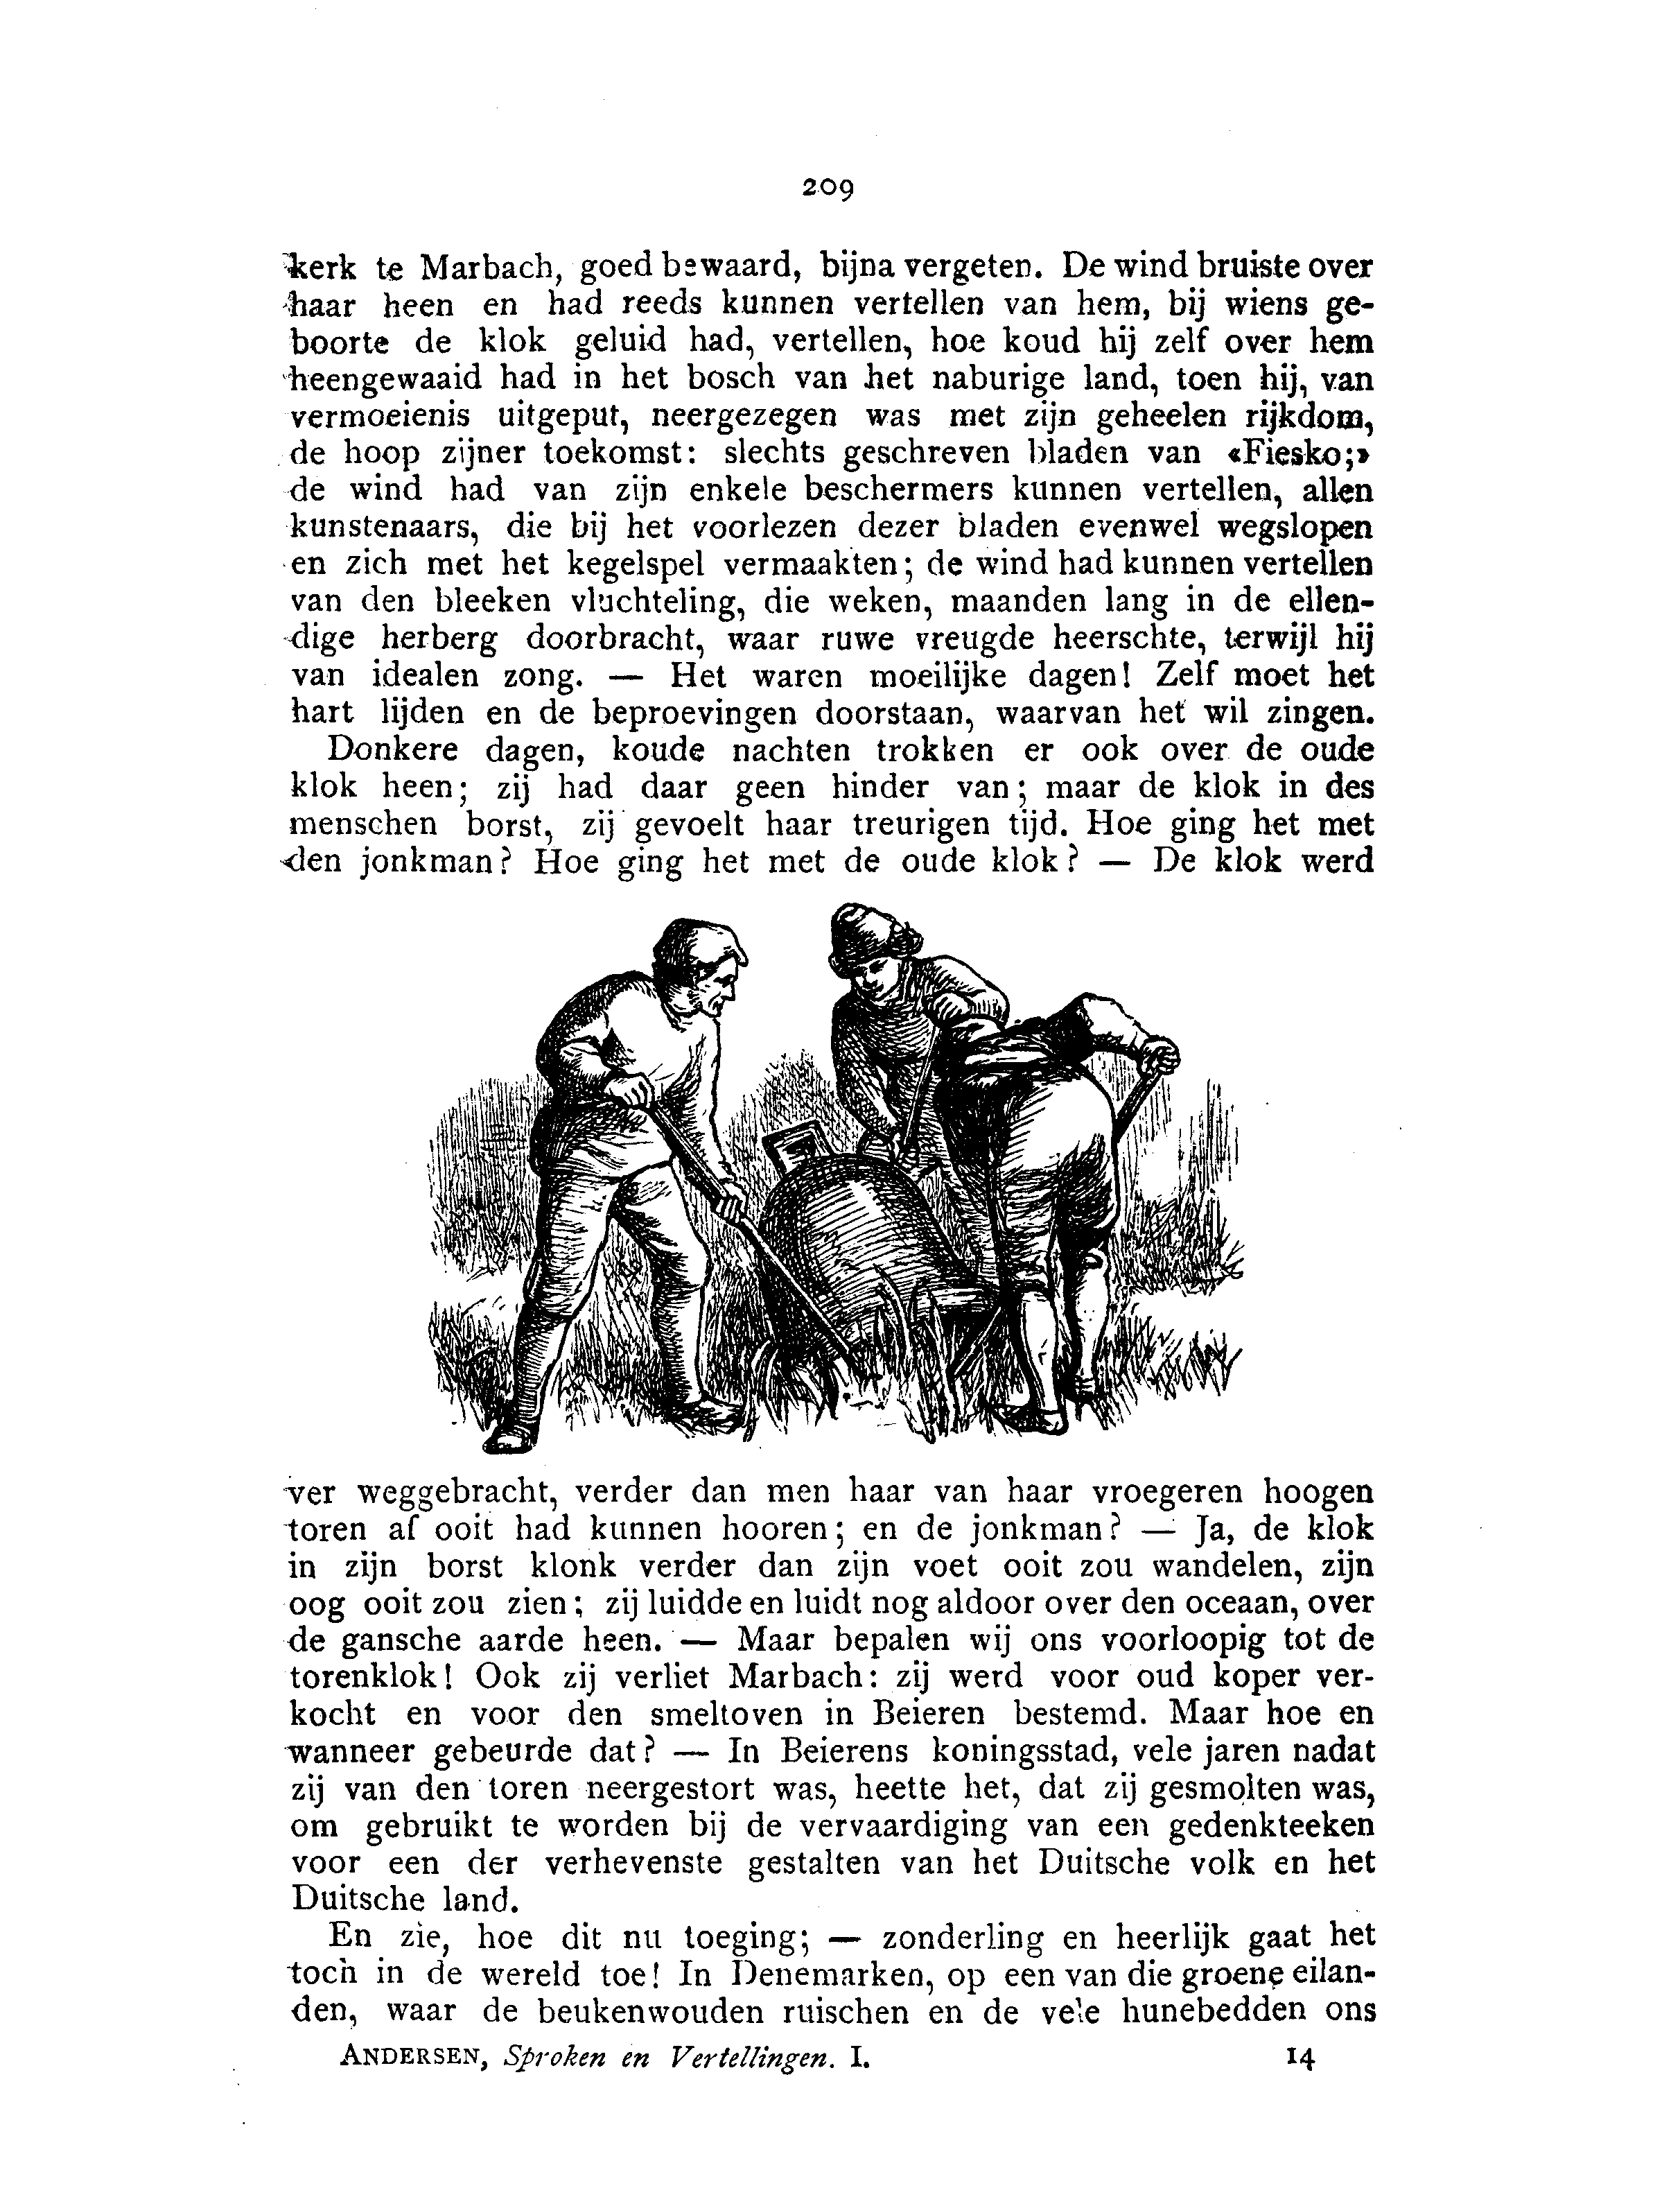 209
kerk te Marbach, goed bewaard, bijna vergeten. De wind bruiste over
haar heen en had reeds kunnen vertellen van hem, bij wiens ge-
boorte de klok geluid had, vertellen, hoe koud hij zelf over hem
heengewaaid had in het bosch van het naburige land, toen hij, van
vermoeienis uitgeput, neergezegen was met zijn geheelen rijkdom,
de hoop zijner toekomst: slechts geschreven bladen van «Fiesko;»
de wind had van zijn enkele beschermers kunnen vertellen, allen
kunstenaars, die bij het voorlezen dezer bladen evenwel wegslopen
en zich met het kegelspel vermaakten; de wind had kunnen vertellen
van den bleeken vluchteling, die weken, maanden lang in de ellen-
dige herberg doorbracht, waar ruwe vreugde heerschte, terwijl hij
van idealen zong. — Het waren moeilijke dagen! Zelf moet het
hart lijden en de beproevingen doorstaan, waarvan het wil zingen.
Donkere dagen, koude nachten trokken er ook over de oude
klok heen; zij had daar geen hinder van; maar de klok in des
menschen borst, zij gevoelt haar treurigen tijd. Hoe ging het met
den jonkman? Hoe ging het met de oude klok? — De klok werd
ver weggebracht, verder dan men haar van haar vroegeren hoogen
toren af ooit had kunnen hooren; en de jonkman? — Ja, de klok
in zijn borst klonk verder dan zijn voet ooit zou wandelen, zijn
oog ooit zou zien; zij luidde en luidt nog aldoor over den oceaan, over
de gansche aarde heen. — Maar bepalen wij ons voorloopig tot de
torenklok! Ook zij verliet Marbach: zij werd voor oud koper ver-
kocht en voor den smeltoven in Beieren bestemd. Maar hoe en
wanneer gebeurde dat? — In Beierens koningsstad, vele jaren nadat
zij van den toren neergestort was, heette het, dat zij gesmolten was,
om gebruikt te worden bij de vervaardiging van een gedenkteeken
voor een der verhevenste gestalten van het Duitsche volk en het
Duitsche land.
En zie, hoe dit nu toeging; — zonderling en heerlijk gaat het
toch in de wereld toe! In Denemarken, op een van die groene eilan-
den, waar de beukenwouden ruischen en de vele hunebedden ons
ANDERSEN, Sproken en Vertellingen. I. 14